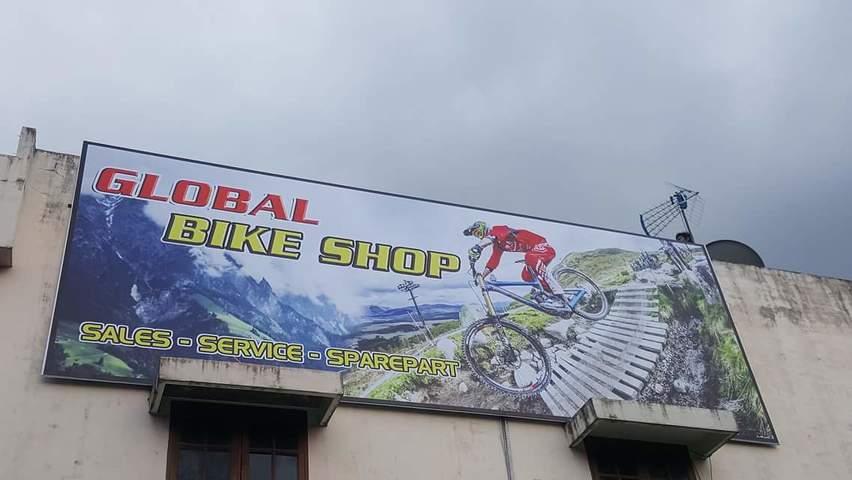 GLOBAL
BIKE SHOP
SALES - SERVICE - SPAREPART